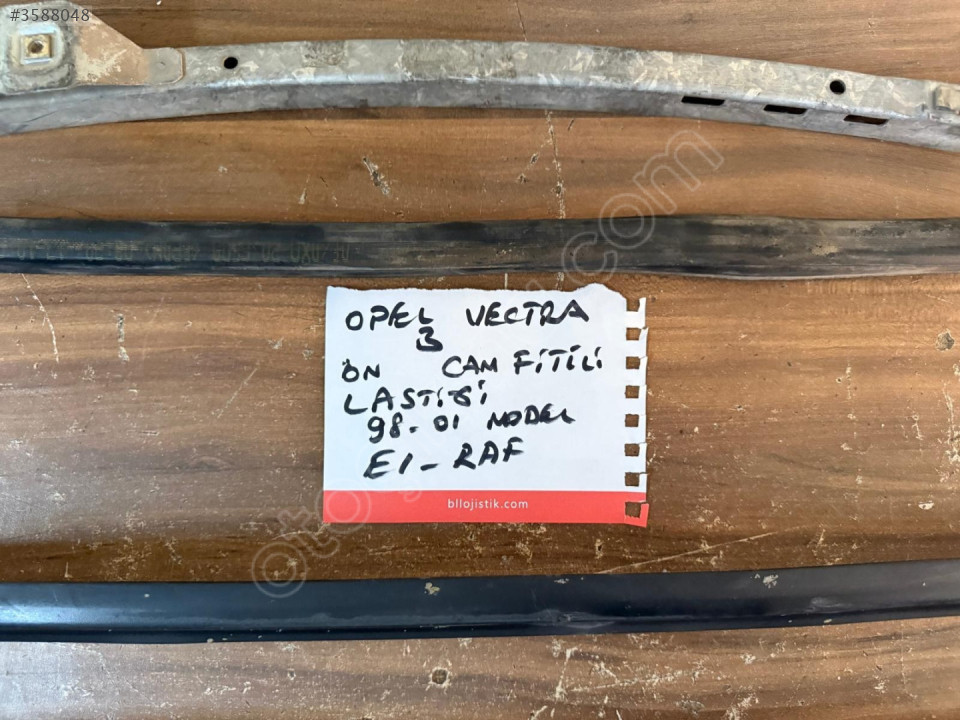 #3588048
OPEL VECTRA
B
ÖN CAM FİTİLİ
LASTİĞİ
98-01 MODEL
E1-RAF
bllojistik.com